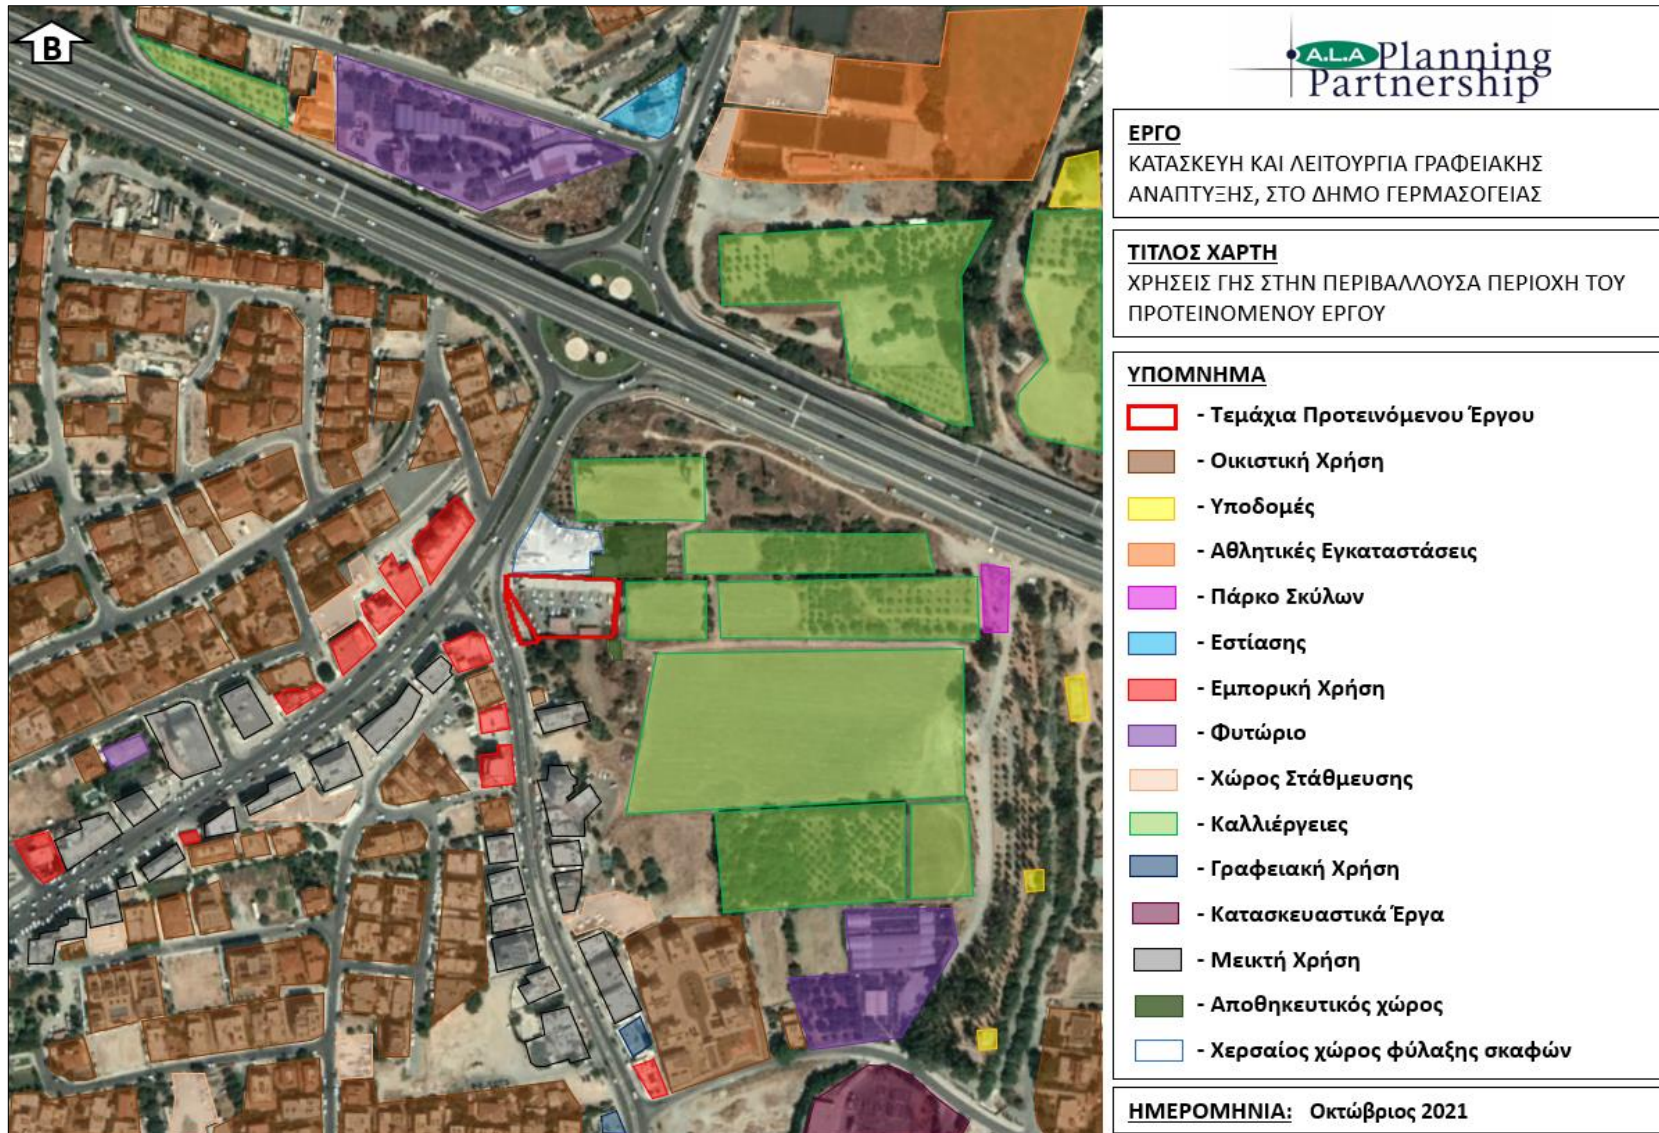 B
A.L.A Planning
Partnership
ΕΡΓΟ
ΚΑΤΑΣΚΕΥΗ ΚΑΙ ΛΕΙΤΟΥΡΓΙΑ ΓΡΑΦΕΙΑΚΗΣ
ΑΝΑΠΤΥΞΗΣ, ΣΤΟ ΔΗΜΟ ΓΕΡΜΑΣΟΓΕΙΑΣ
ΤΙΤΛΟΣ ΧΑΡΤΗ
ΧΡΗΣΕΙΣ ΓΗΣ ΣΤΗΝ ΠΕΡΙΒΑΛΛΟΥΣΑ ΠΕΡΙΟΧΗ ΤΟΥ
ΠΡΟΤΕΙΝΟΜΕΝΟΥ ΕΡΓΟΥ
ΥΠΟΜΝΗΜΑ
- Τεμάχια Προτεινόμενου Έργου
- Οικιστική Χρήση
- Υποδομές
- Αθλητικές Εγκαταστάσεις
- Πάρκο Σκύλων
- Εστίασης
- Εμπορική Χρήση
- Φυτώριο
- Χώρος Στάθμευσης
- Καλλιέργειες
- Γραφειακή Χρήση
- Κατασκευαστικά Έργα
- Μεικτή Χρήση
- Αποθηκευτικός χώρος
- Χερσαίος χώρος φύλαξης σκαφών
ΗΜΕΡΟΜΗΝΙΑ: Οκτώβριος 2021